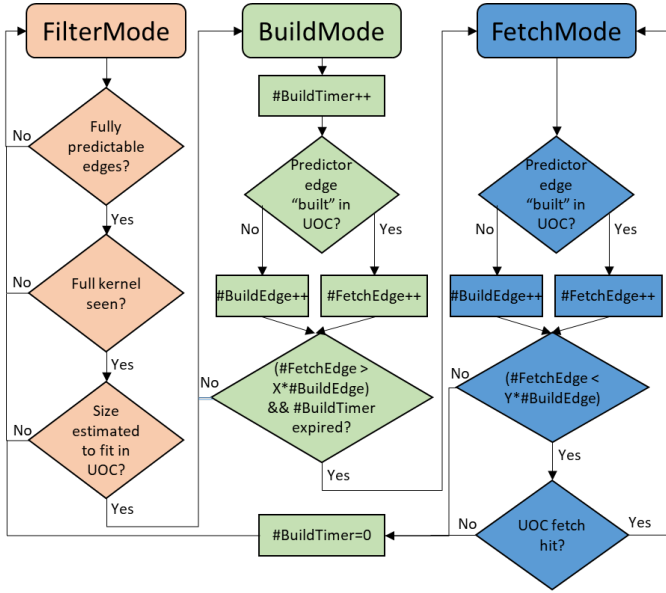 FilterMode
Fully
predictable
edges?
No
Yes
Full kernel
seen?
No
Yes
Size
estimated
to fit in
UOC?
No
Yes
BuildMode
#BuildTimer++
Predictor
edge
“built” in
UOC?
No
Yes
#BuildEdge++
#FetchEdge++
(#FetchEdge >
X*#BuildEdge)
&& #BuildTimer
expired?
No
Yes
#BuildTimer=0
FetchMode
Predictor
edge
“built” in
UOC?
No
Yes
#BuildEdge++
#FetchEdge++
(#FetchEdge <
Y*#BuildEdge)
No
Yes
UOC fetch
hit?
No
Yes